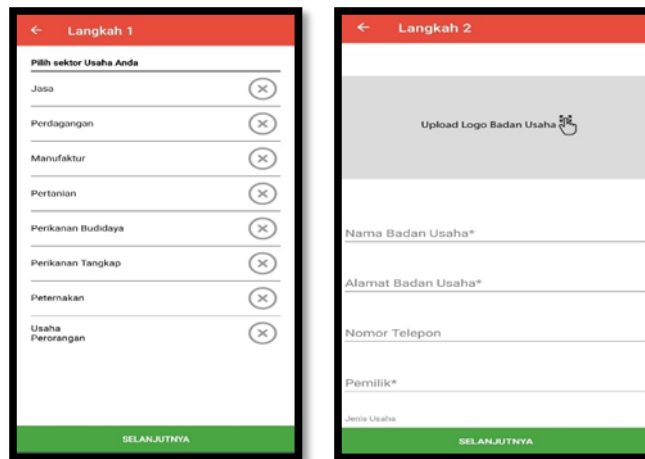 Langkah 1
Pilih sektor Usaha Anda
Jasa
Perdagangan
Manufaktur
Pertanian
Perikanan Budidaya
Perikanan Tangkap
Peternakan
Usaha
Perorangan
SELANJUTNYA
Langkah 2
Upload Logo Badan Usaha
Nama Badan Usaha*
Alamat Badan Usaha*
Nomor Telepon
Pemilik*
Jenis Usaha
SELANJUTNYA